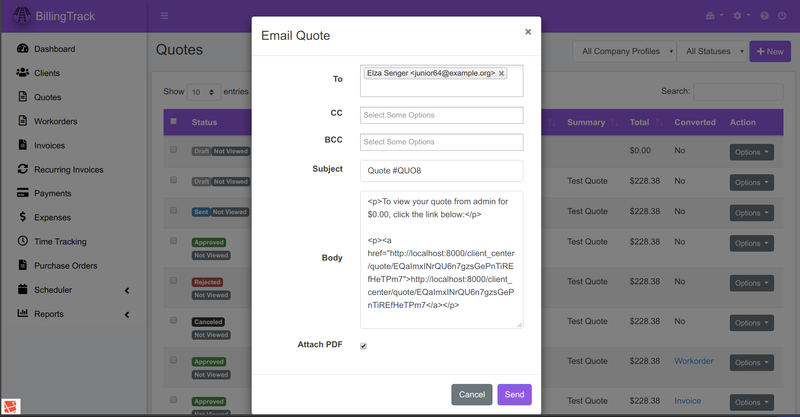 BillingTrack
Dashboard
Clients
Quotes
Workorders
Invoices
Recurring Invoices
Payments
Expenses
Time Tracking
Purchase Orders
Scheduler
Reports
Quotes
All Company Profiles
All Statuses
+ New
Show 10 entries
Search:
Status Summary Total Converted Action
Draft Not Viewed $0.00 No Options
Draft Not Viewed Test Quote $228.38 No Options
Sent Not Viewed Test Quote $228.38 No Options
Approved
Not Viewed Test Quote $228.38 No Options
Rejected
Not Viewed Test Quote $228.38 No Options
Canceled
Not Viewed Test Quote $228.38 No Options
Approved
Not Viewed Test Quote $228.38 Workorder Options
Approved
Not Viewed Test Quote $228.38 Invoice Options
Email Quote ×
To Elza Senger <junior64@example.org> ×
CC Select Some Options
BCC Select Some Options
Subject Quote #QUO8
Body
<p>To view your quote from admin for
$0.00, click the link below:</p>
<p><a
href="http://localhost:8000/client_center
/quote/EQaImxINrQU6n7gzsGePnTiRE
fHeTPm7">http://localhost:8000/client_
center/quote/EQaImxINrQU6n7gzsGeP
nTiREfHeTPm7</a></p>
Attach PDF
Cancel Send